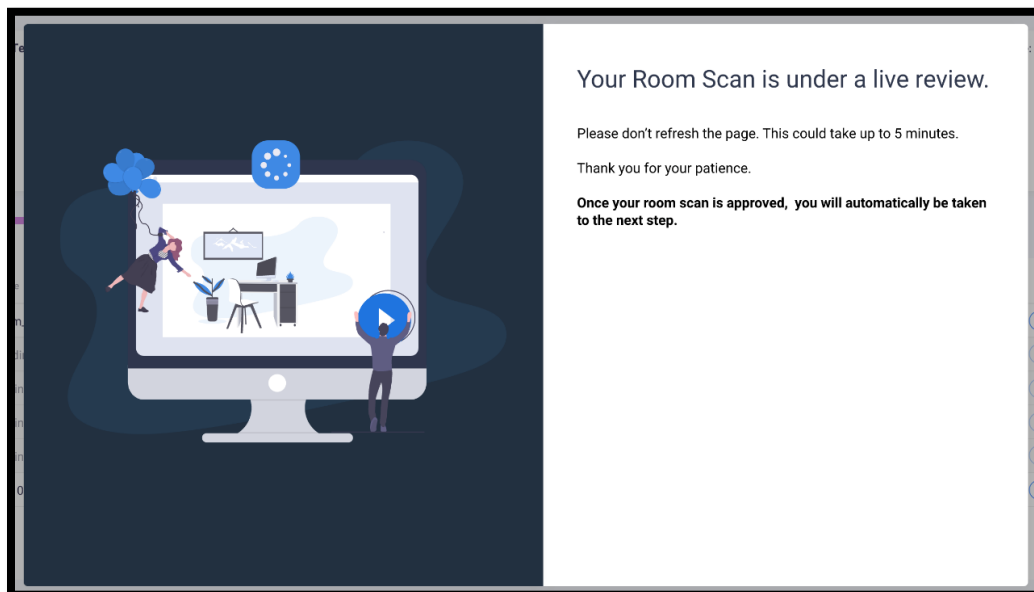 Your Room Scan is under a live review.
Please don’t refresh the page. This could take up to 5 minutes.
Thank you for your patience.
Once your room scan is approved,  you will automatically be taken
to the next step.